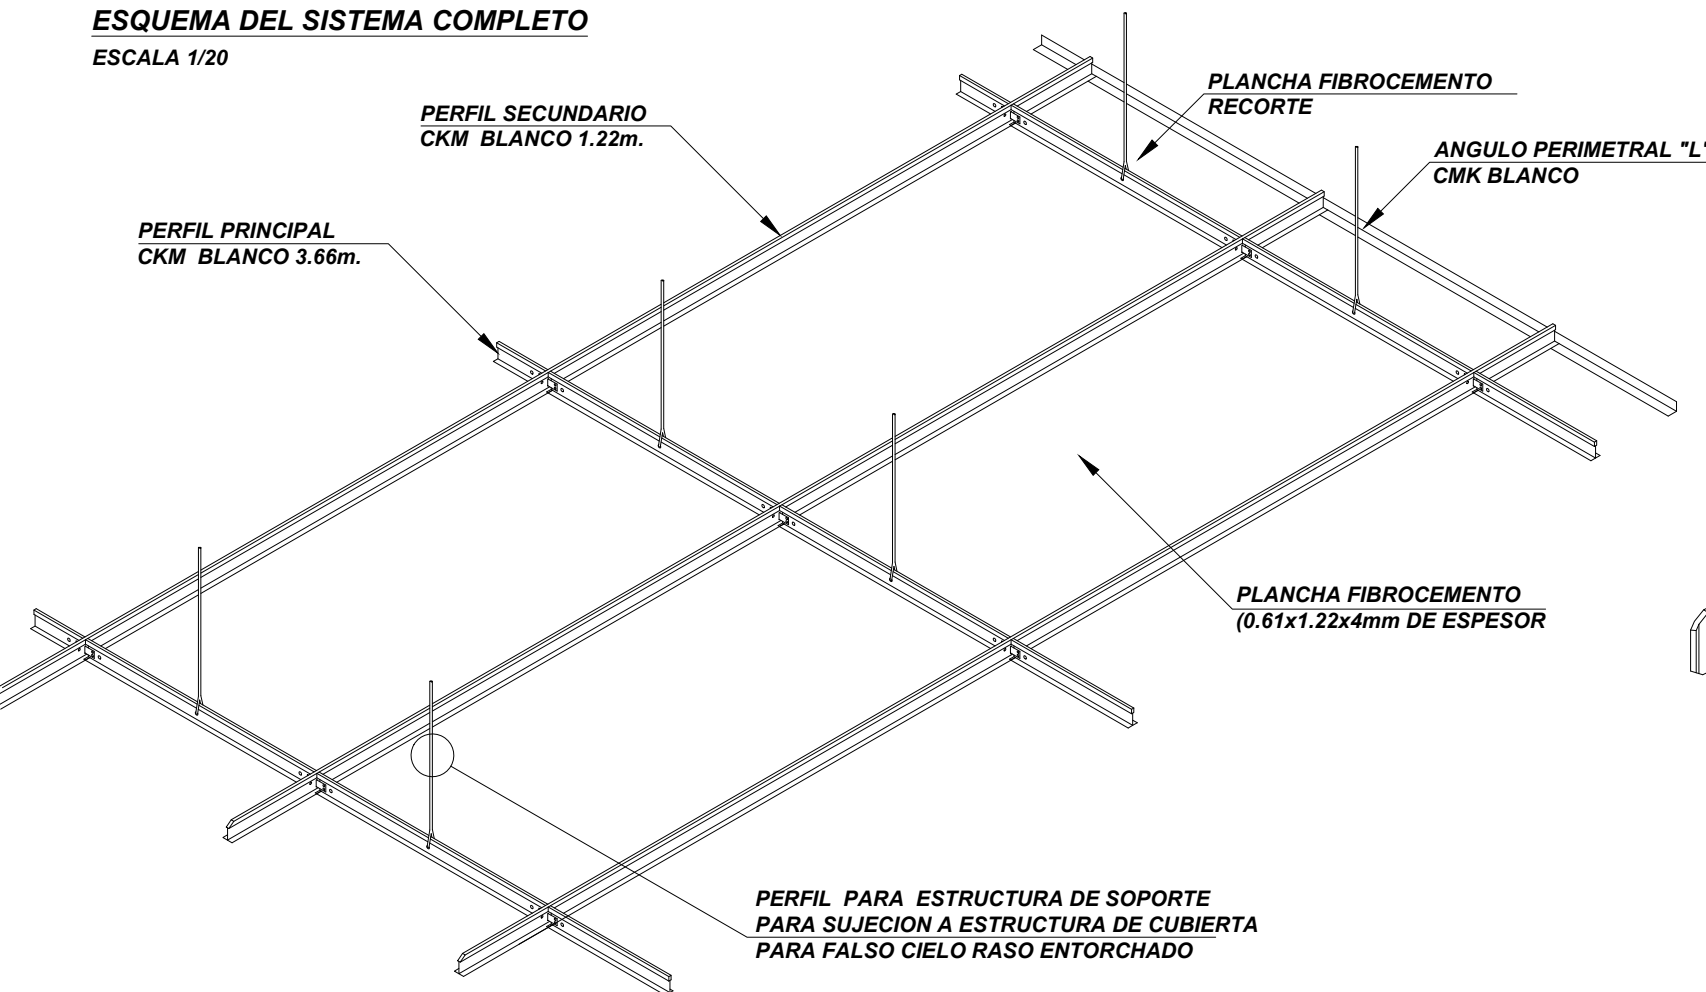 ESQUEMA DEL SISTEMA COMPLETO
ESCALA 1/20
PLANCHA FIBROCEMENTO
RECORTE
PERFIL SECUNDARIO
CKM BLANCO 1.22m.
ANGULO PERIMETRAL "L"
CMK BLANCO
PERFIL PRINCIPAL
CKM BLANCO 3.66m.
PLANCHA FIBROCEMENTO
(0.61x1.22x4mm DE ESPESOR
PERFIL PARA ESTRUCTURA DE SOPORTE
PARA SUJECION A ESTRUCTURA DE CUBIERTA
PARA FALSO CIELO RASO ENTORCHADO